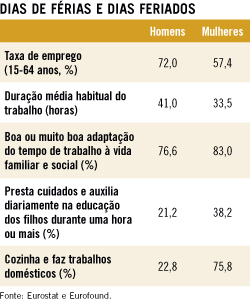 DIAS DE FÉRIAS E DIAS FERIADOS
Homens Mulheres
Taxa de emprego
(15-64 anos, %) 72,0 57,4
Duração média habitual do
trabalho (horas) 41,0 33,5
Boa ou muito boa adaptação
do tempo de trabalho à vida 76,6 83,0
familiar e social (%)
Presta cuidados e auxilia
diariamente na educação
dos filhos durante uma hora 21,2 38,2
ou mais (%)
Cozinha e faz trabalhos
domésticos (%) 22,8 75,8
Fonte: Eurostat e Eurofound.